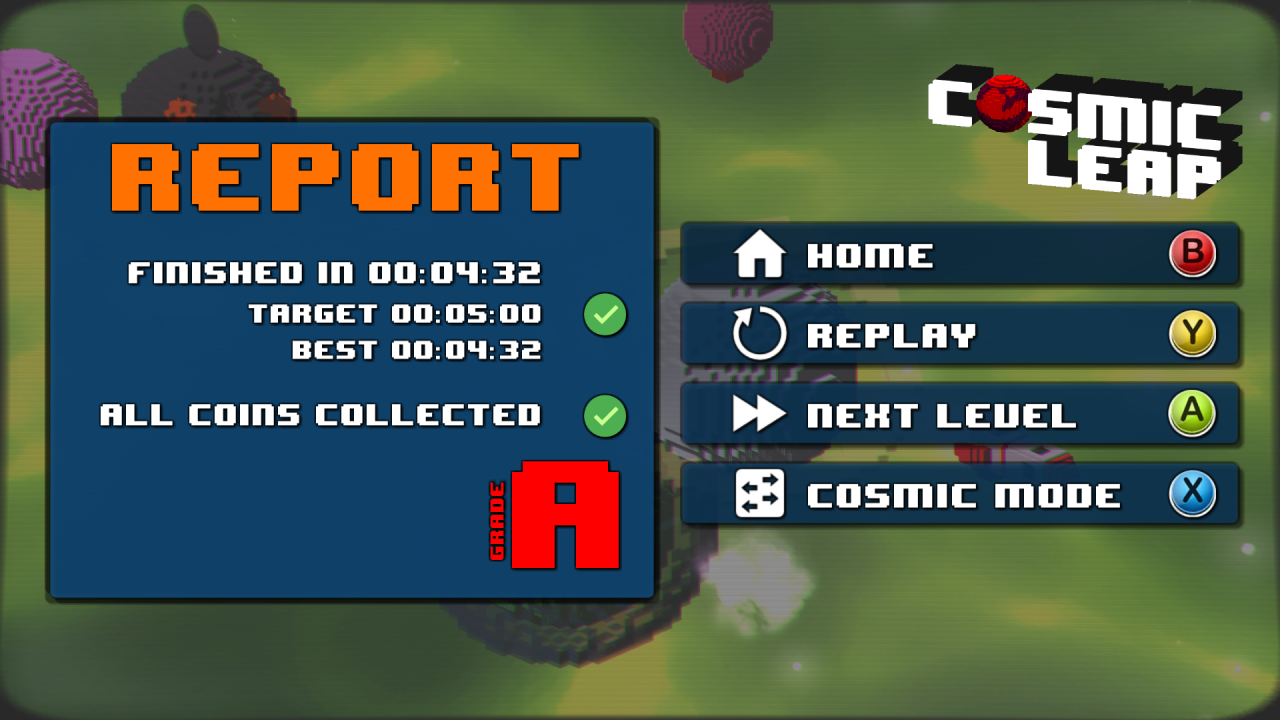 REPORT
FINISHED IN 00:04:32
TARGET 00:05:00
BEST 00:04:32
ALL COINS COLLECTED
GRADE
A
COSMIC
LEAP
HOME B
REPLAY Y
NEXT LEVEL A
COSMIC MODE X